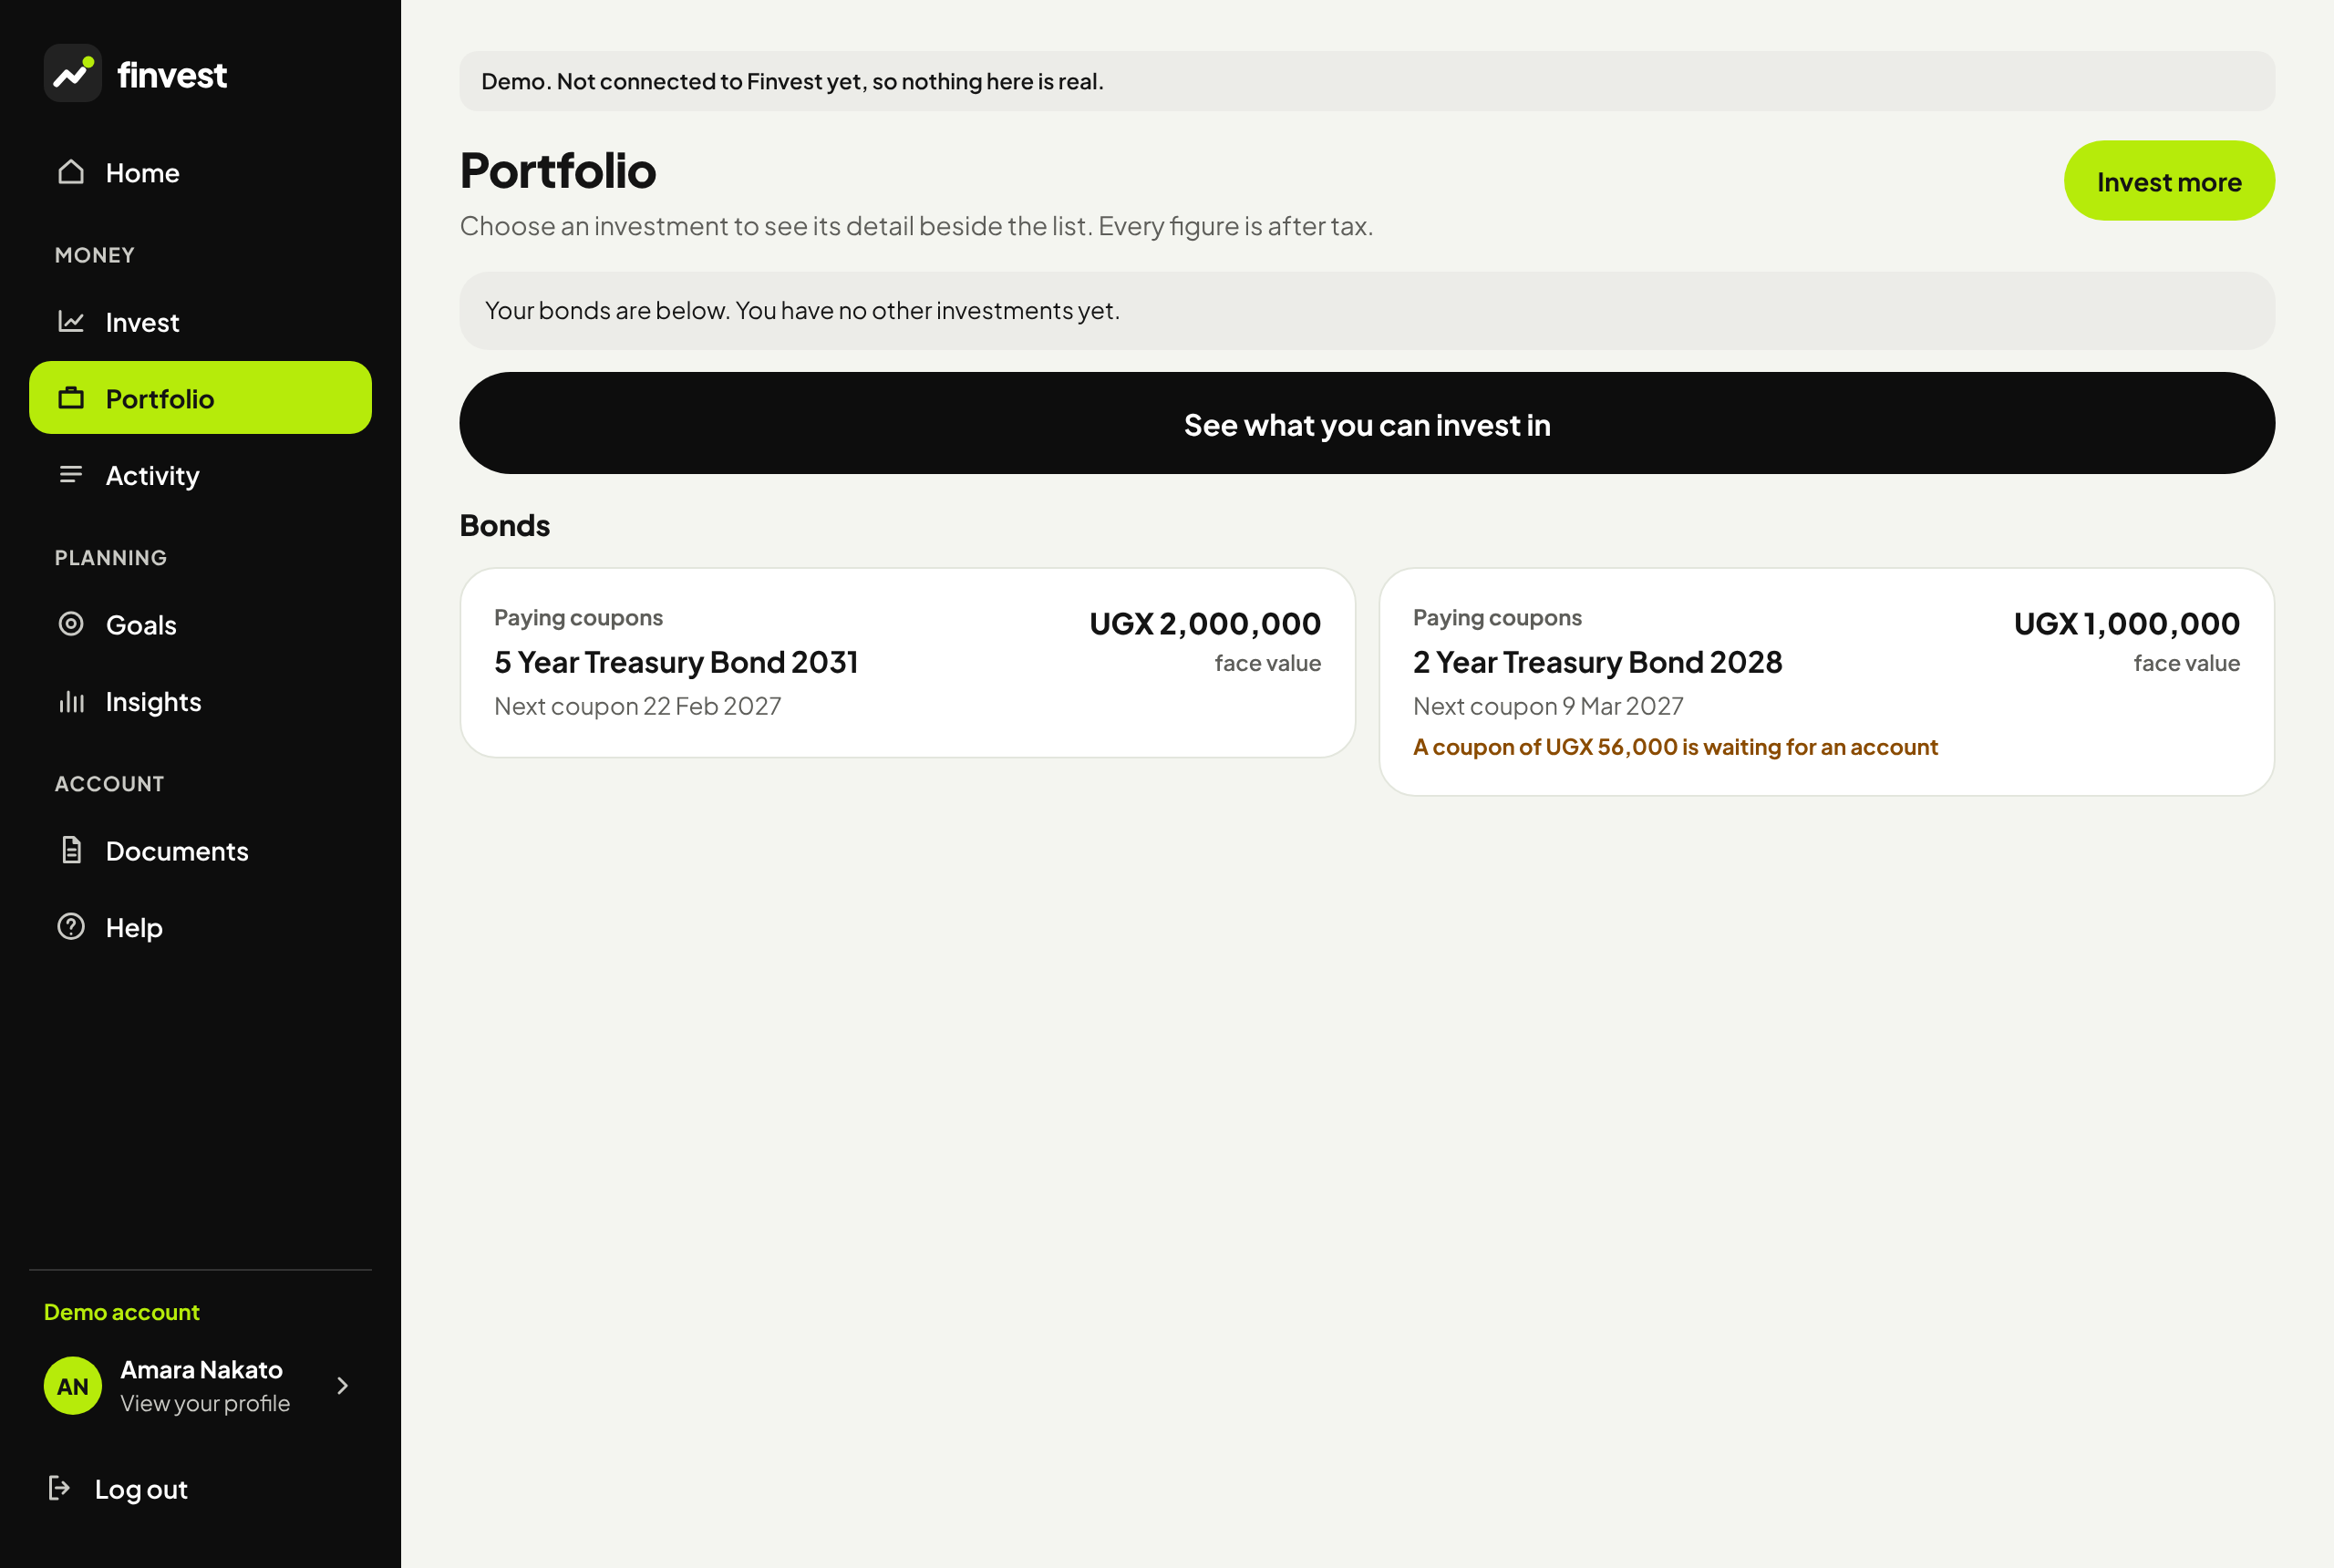 finvest
Home
MONEY
Invest
Portfolio
Activity
PLANNING
Goals
Insights
ACCOUNT
Documents
Help
Demo account
AN
Amara Nakato
View your profile
Log out
Demo. Not connected to Finvest yet, so nothing here is real.
Portfolio
Invest more
Choose an investment to see its detail beside the list. Every figure is after tax.
Your bonds are below. You have no other investments yet.
See what you can invest in
Bonds
Paying coupons
UGX 2,000,000
5 Year Treasury Bond 2031
face value
Next coupon 22 Feb 2027
Paying coupons
UGX 1,000,000
2 Year Treasury Bond 2028
face value
Next coupon 9 Mar 2027
A coupon of UGX 56,000 is waiting for an account